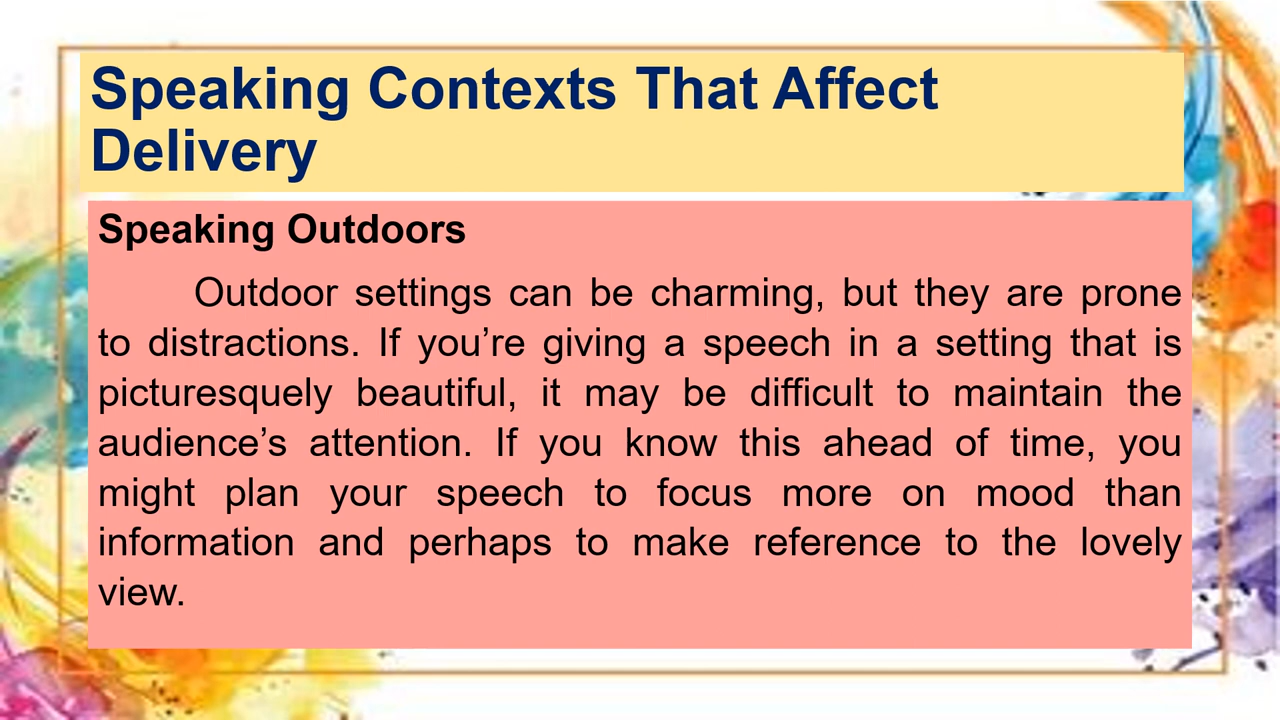 Speaking Contexts That Affect
Delivery
Speaking Outdoors
Outdoor settings can be charming, but they are prone
to distractions. If you’re giving a speech in a setting that is
picturesquely beautiful, it may be difficult to maintain the
audience’s attention. If you know this ahead of time, you
might plan your speech to focus more on mood than
information and perhaps to make reference to the lovely
view.